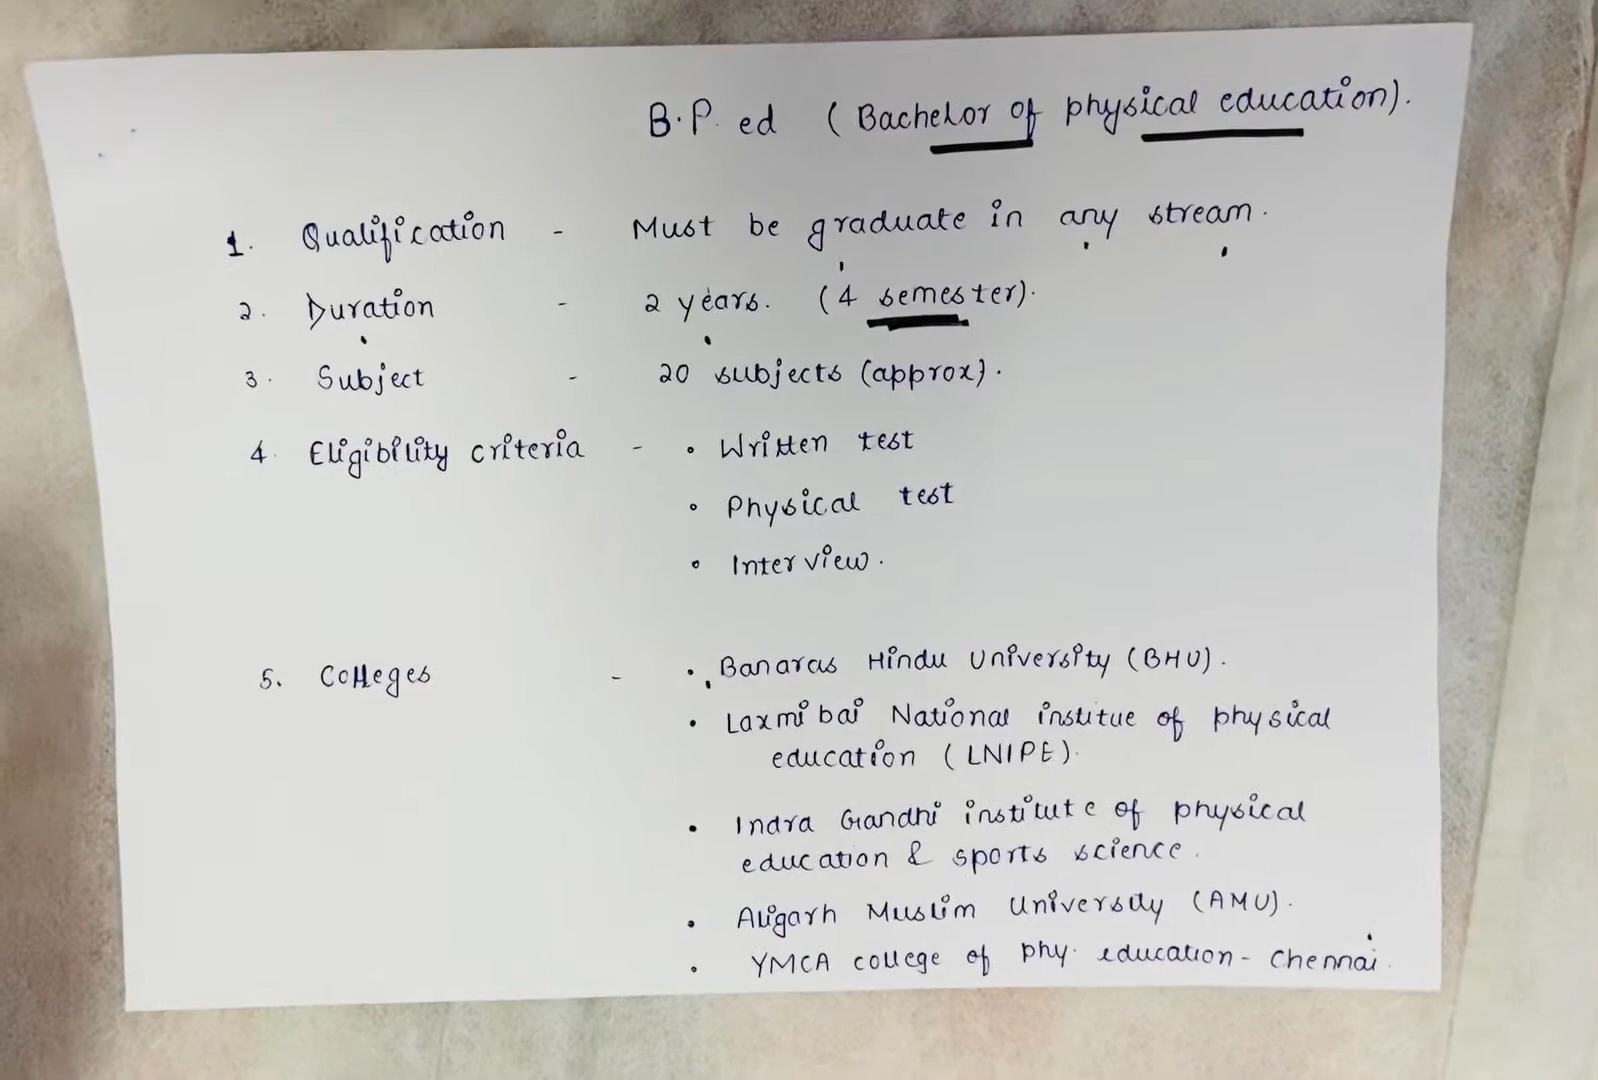 B.P. ed (Bachelor of physical education).
1. Qualification - Must be graduate in any stream.
2. Duration - 2 years. (4 semester).
3. Subject - 20 subjects (approx).
4. Eligibility criteria - • Written test
• Physical test
• Interview.
5. Colleges - • Banaras Hindu University (BHU).
• Laxmi bai National institue of physical
education (LNIPE).
• Indra Gandhi institute of physical
education & sports science.
• Aligarh Muslim University (AMU).
• YMCA college of phy. education - Chennai.